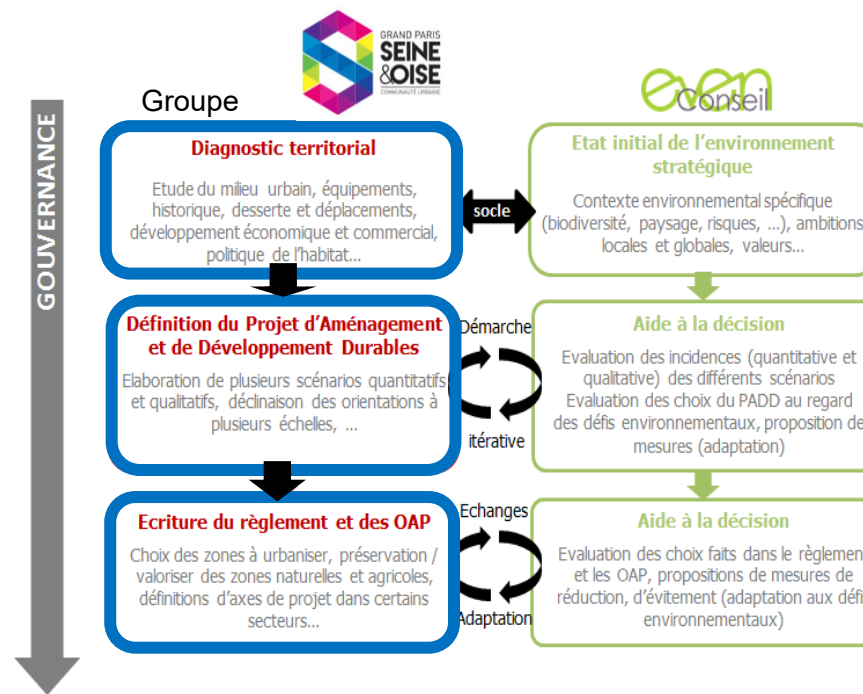 GRAND PARIS
SEINE
&OISE
COMMUNAUTÉ URBAINE
even
Conseil
Groupe
GOUVERNANCE
Diagnostic territorial
Etude du milieu urbain, équipements,
historique, desserte et déplacements,
développement économique et commercial,
politique de l'habitat...
socle
Etat initial de l'environnement
stratégique
Contexte environnemental spécifique
(biodiversité, paysage, risques, ...), ambitions
locales et globales, valeurs...
Définition du Projet d'Aménagement
et de Développement Durables
Elaboration de plusieurs scénarios quantitatifs
et qualitatifs, déclinaison des orientations à
plusieurs échelles, ...
Démarche
itérative
Aide à la décision
Evaluation des incidences (quantitative et
qualitative) des différents scénarios
Evaluation des choix du PADD au regard
des défis environnementaux, proposition de
mesures (adaptation)
Ecriture du règlement et des OAP
Choix des zones à urbaniser, préservation /
valoriser des zones naturelles et agricoles,
définitions d'axes de projet dans certains
secteurs...
Echanges
Adaptation
Aide à la décision
Evaluation des choix faits dans le règlemen
et les OAP, propositions de mesures de
réduction, d'évitement (adaptation aux défi
environnementaux)